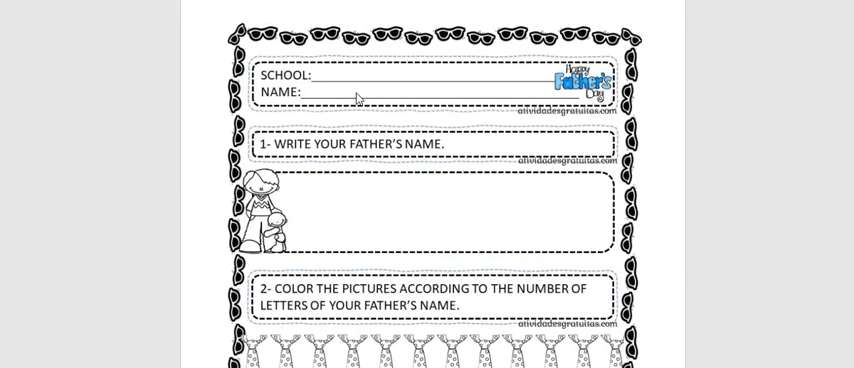 SCHOOL:
Happy
Father's
Day
NAME:
atividadesgratuitas.com
1- WRITE YOUR FATHER'S NAME.
atividadesgratuitas.com
2- COLOR THE PICTURES ACCORDING TO THE NUMBER OF
LETTERS OF YOUR FATHER'S NAME.
atividadesgratuitas.com